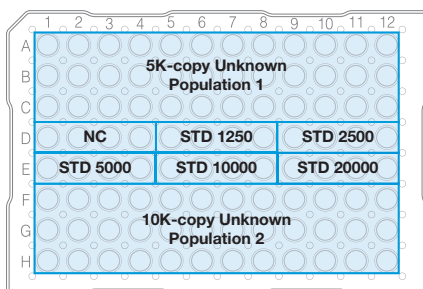 1 2 3 4 5 6 7 8 9 10 11 12
A
B
C
D
E
F
G
H
5K-copy Unknown
Population 1
NC STD 1250 STD 2500
STD 5000 STD 10000 STD 20000
10K-copy Unknown
Population 2